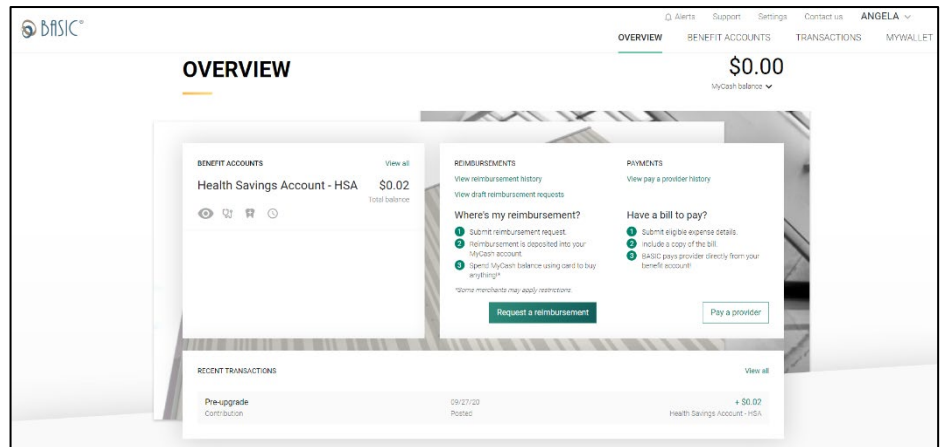 BASIC®
Alerts Support Settings Contact us ANGELA
OVERVIEW BENEFIT ACCOUNTS TRANSACTIONS MYWALLET
OVERVIEW
$0.00
MyCash balance
BENEFIT ACCOUNTS View all
Health Savings Account - HSA $0.02
Total balance
REIMBURSEMENTS
View reimbursement history
View draft reimbursement requests
Where's my reimbursement?
1 Submit reimbursement request.
2 Reimbursement is deposited into your
MyCash account.
3 Spend MyCash balance using card to buy
anything!*
*Some merchants may apply restrictions.
Request a reimbursement
PAYMENTS
View pay a provider history
Have a bill to pay?
1 Submit eligible expense details.
2 Include a copy of the bill.
3 BASIC pays provider directly from your
benefit account!
Pay a provider
RECENT TRANSACTIONS View all
Pre-upgrade 09/27/20 + $0.02
Contribution Posted Health Savings Account - HSA